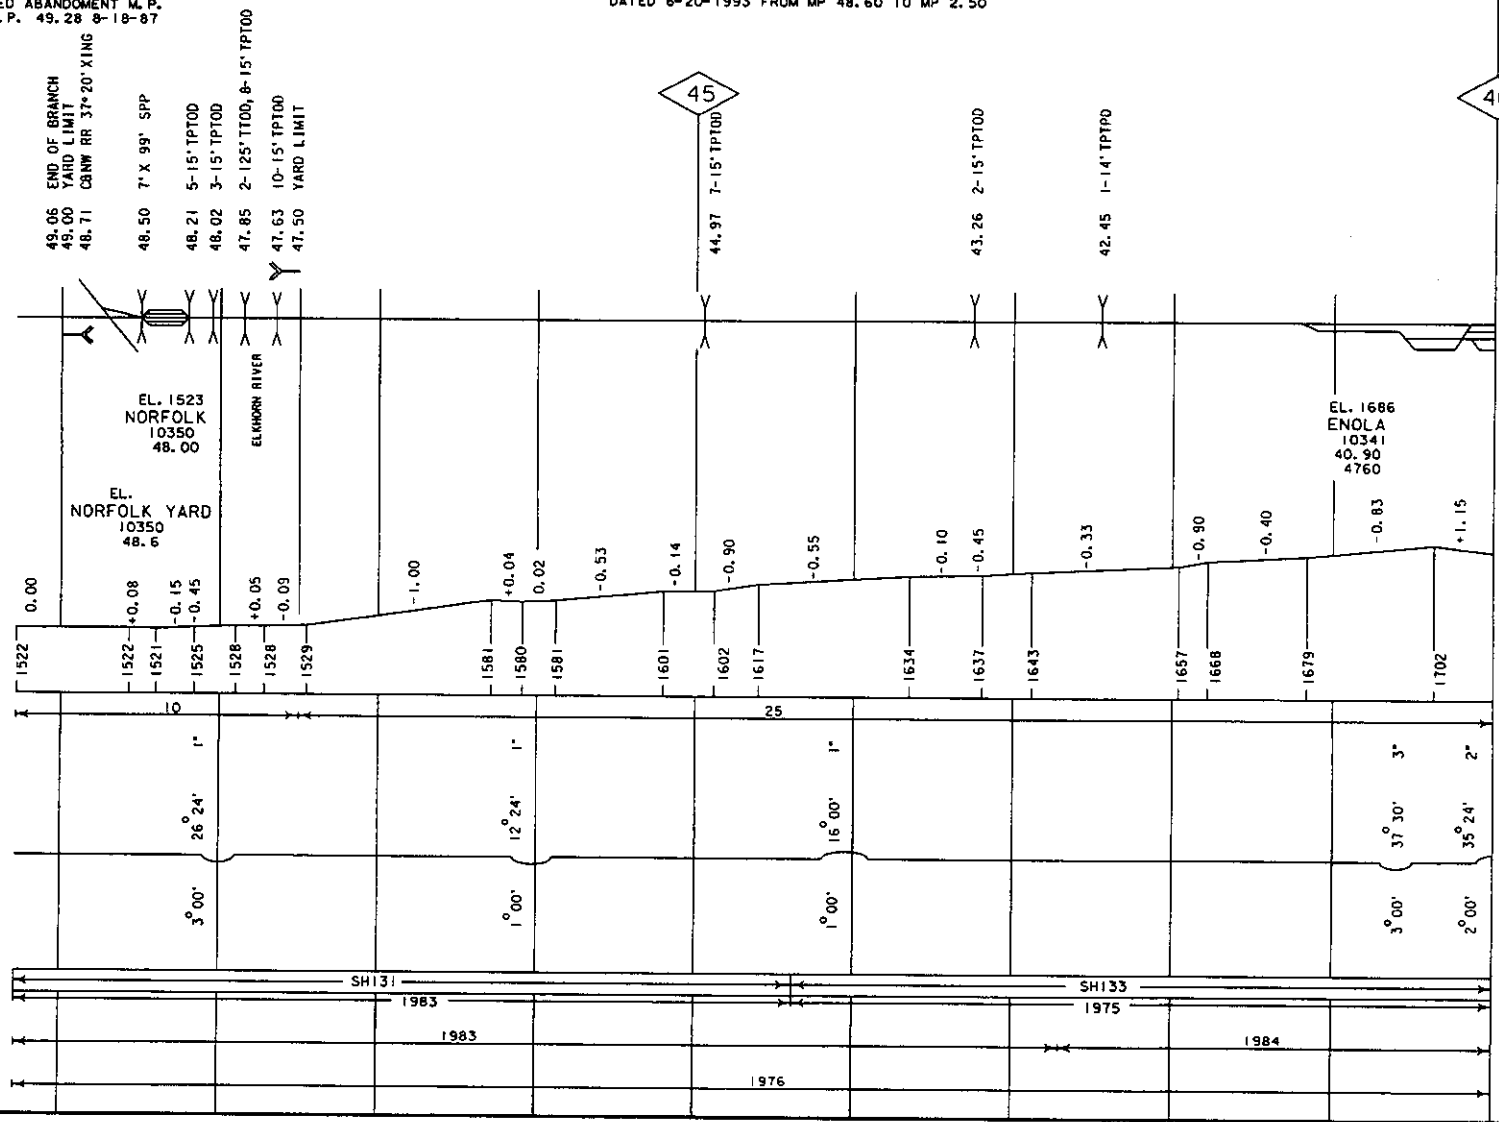 ED ABANDOMENT M.P.
.P. 49.28 8-18-87
DATED 6-20-1993 FROM MP 48.60 TO MP 2.50
49.06 END OF BRANCH
49.00 YARD LIMIT
48.71 C&NW RR 37°20' XING
48.50 7' X 99' SPP
48.21 5-15' TPTOD
48.02 3-15' TPTOD
47.85 2-125' TTOD, 8-15' TPTOD
47.63 10-15' TPTOD
47.50 YARD LIMIT
45
44.97 7-15' TPTOD
43.26 2-15' TPTOD
42.45 1-14' TPTPD
ELKHORN RIVER
EL. 1523
NORFOLK
10350
48.00
EL.
NORFOLK YARD
10350
48.6
EL. 1686
ENOLA
10341
40.90
4760
0.00
+0.08
-0.15
-0.45
+0.05
-0.09
-1.00
+0.04
0.02
-0.53
-0.14
-0.90
-0.55
-0.10
-0.45
-0.33
-0.90
-0.40
-0.83
+1.15
1522
1522
1521
1525
1528
1528
1529
1581
1580
1581
1601
1602
1617
1634
1637
1643
1657
1668
1679
1702
10
25
1"
1"
1"
3"
2"
26°24'
12°24'
16°00'
37°30'
35°24'
3°00'
1°00'
1°00'
3°00'
2°00'
SH131
SH133
1983
1975
1983
1984
1976